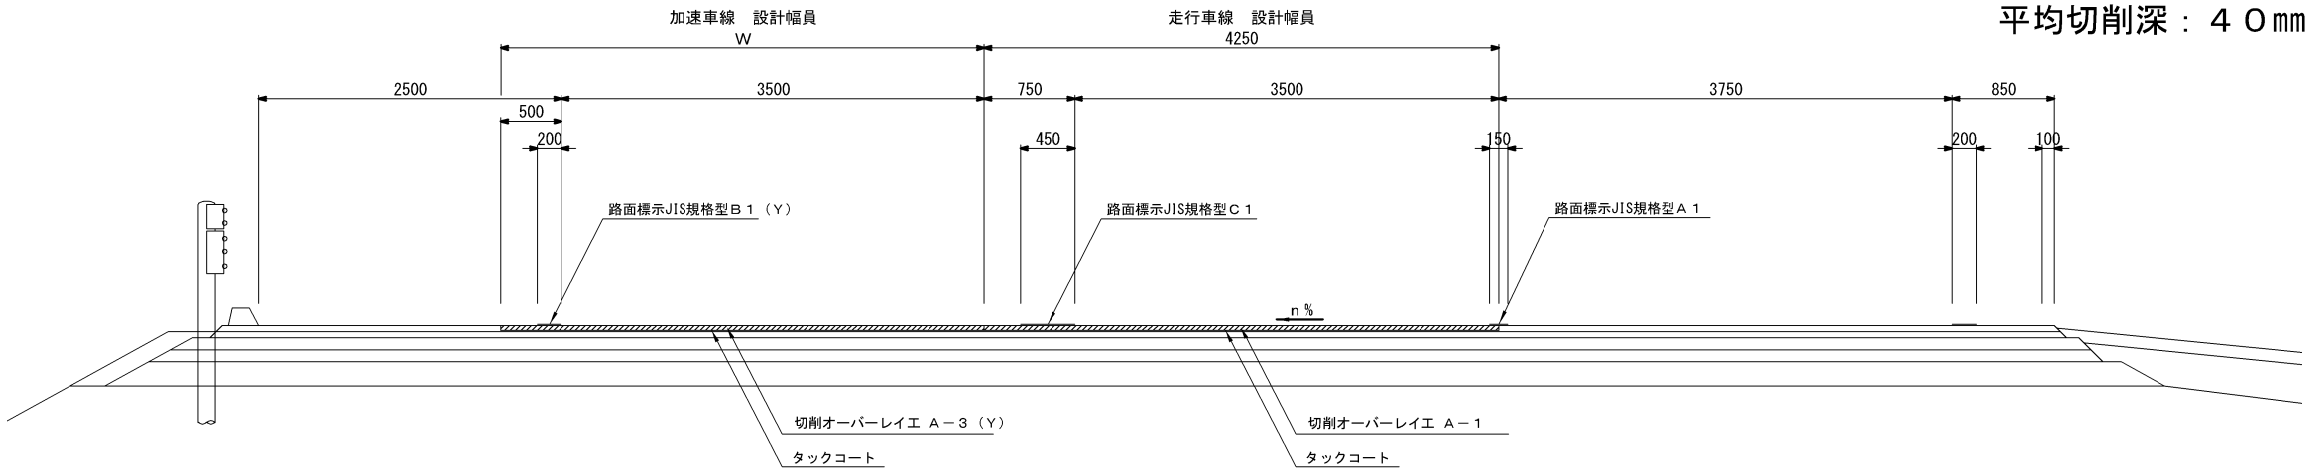 加速車線　設計幅員
走行車線　設計幅員
平均切削深：４０㎜
W
4250
2500
3500
750
3500
3750
850
500
200
450
150
200
100
路面標示JIS規格型Ｂ１（Ｙ）
路面標示JIS規格型Ｃ１
路面標示JIS規格型Ａ１
n％
切削オーバーレイ工 Ａ－３（Ｙ）
切削オーバーレイ工 Ａ－１
タックコート
タックコート